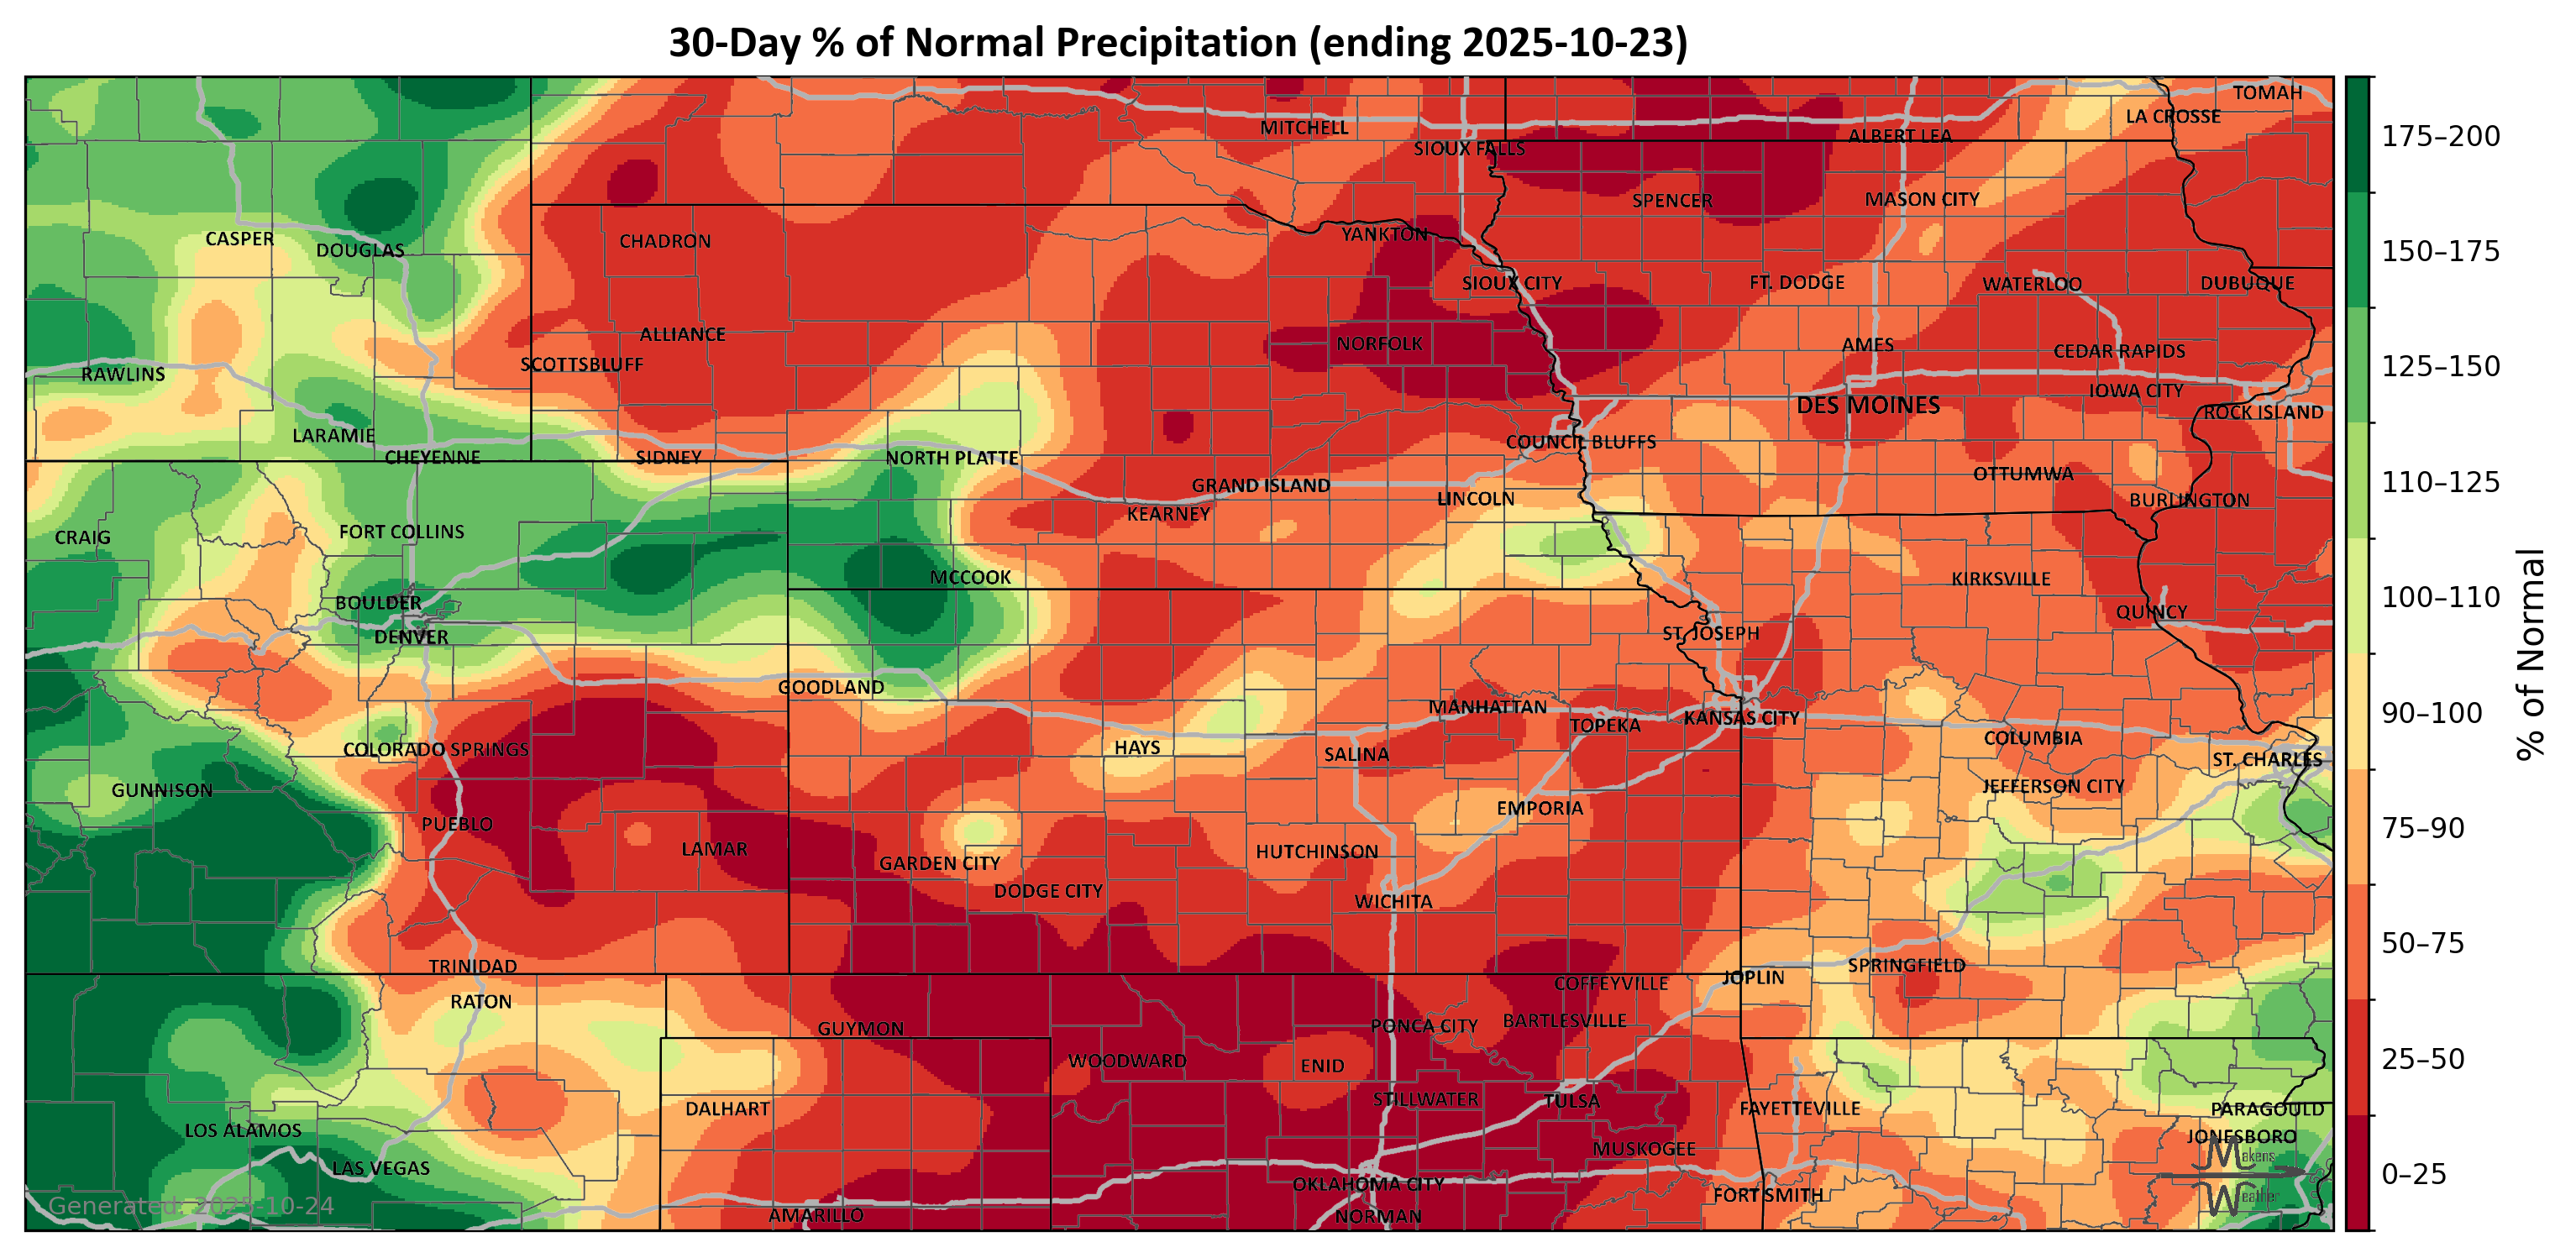 30-Day % of Normal Precipitation (ending 2025-10-23)
TOMAH
LA CROSSE
MITCHELL
ALBERT LEA
SIOUX FALLS
SPENCER
MASON CITY
YANKTON
CASPER
CHADRON
DOUGLAS
SIOUX CITY
FT. DODGE
WATERLOO
DUBUQUE
ALLIANCE
NORFOLK
AMES
CEDAR RAPIDS
SCOTTSBLUFF
RAWLINS
IOWA CITY
DES MOINES
ROCK ISLAND
LARAMIE
COUNCIL BLUFFS
CHEYENNE
SIDNEY
NORTH PLATTE
OTTUMWA
GRAND ISLAND
LINCOLN
BURLINGTON
KEARNEY
FORT COLLINS
CRAIG
MCCOOK
KIRKSVILLE
BOULDER
QUINCY
DENVER
ST. JOSEPH
GOODLAND
MANHATTAN
TOPEKA
KANSAS CITY
COLUMBIA
COLORADO SPRINGS
HAYS
SALINA
ST. CHARLES
GUNNISON
JEFFERSON CITY
EMPORIA
PUEBLO
LAMAR
GARDEN CITY
HUTCHINSON
DODGE CITY
WICHITA
TRINIDAD
SPRINGFIELD
JOPLIN
COFFEYVILLE
RATON
GUYMON
PONCA CITY
BARTLESVILLE
WOODWARD
ENID
STILLWATER
TULSA
DALHART
FAYETTEVILLE
PARAGOULD
LOS ALAMOS
JONESBORO
MUSKOGEE
LAS VEGAS
OKLAHOMA CITY
FORT SMITH
AMARILLO
NORMAN
Makens
Weather
Generated: 2025-10-24
175–200
150–175
125–150
110–125
100–110
90–100
75–90
50–75
25–50
0–25
% of Normal